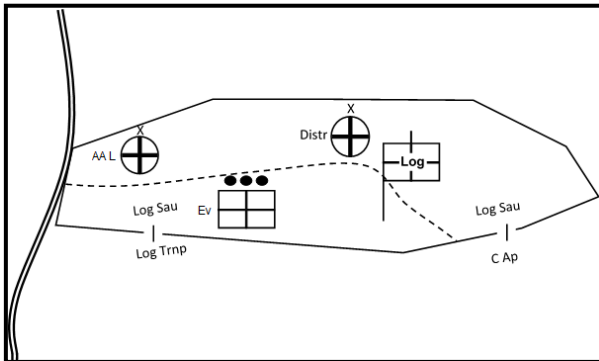 X
Distr
X
AA L
Log
Log Sau
Ev
Log Sau
Log Trnp
C Ap